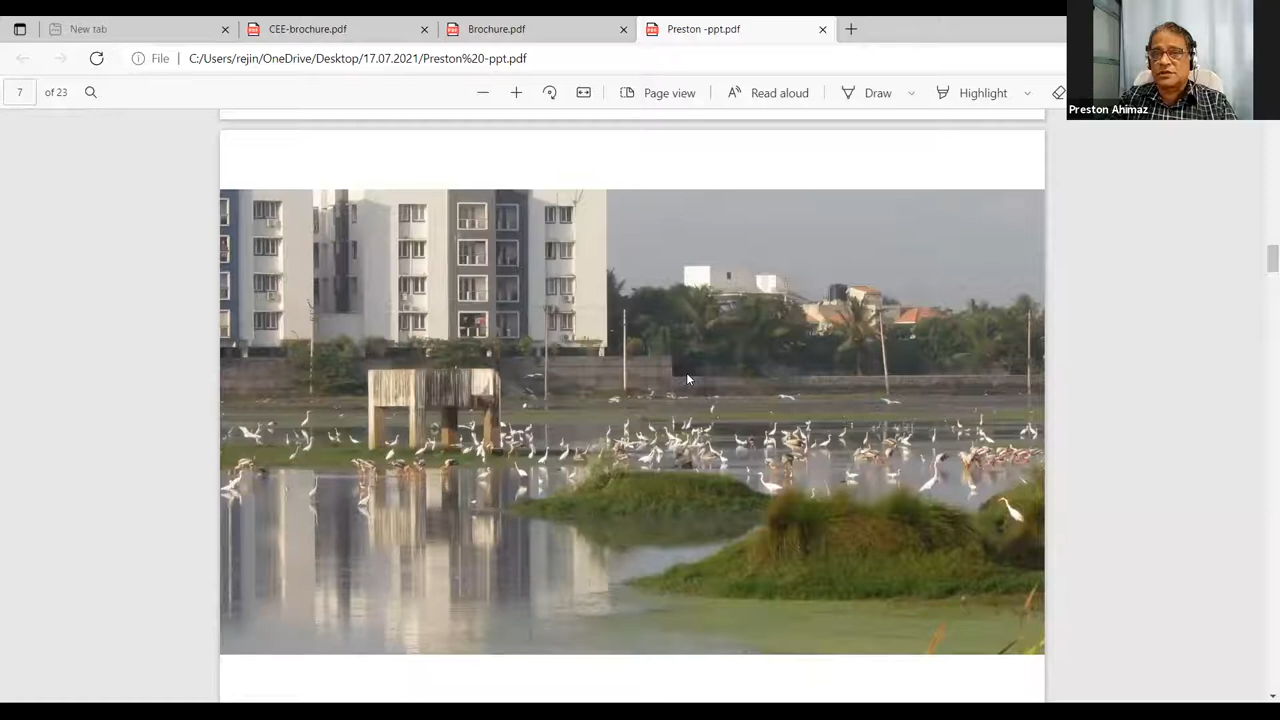 New tab
CEE-brochure.pdf
Brochure.pdf
Preston -ppt.pdf
File
C:/Users/rejin/OneDrive/Desktop/17.07.2021/Preston%20-ppt.pdf
7 of 23
Page view
Read aloud
Draw
Highlight
Preston Ahimaz